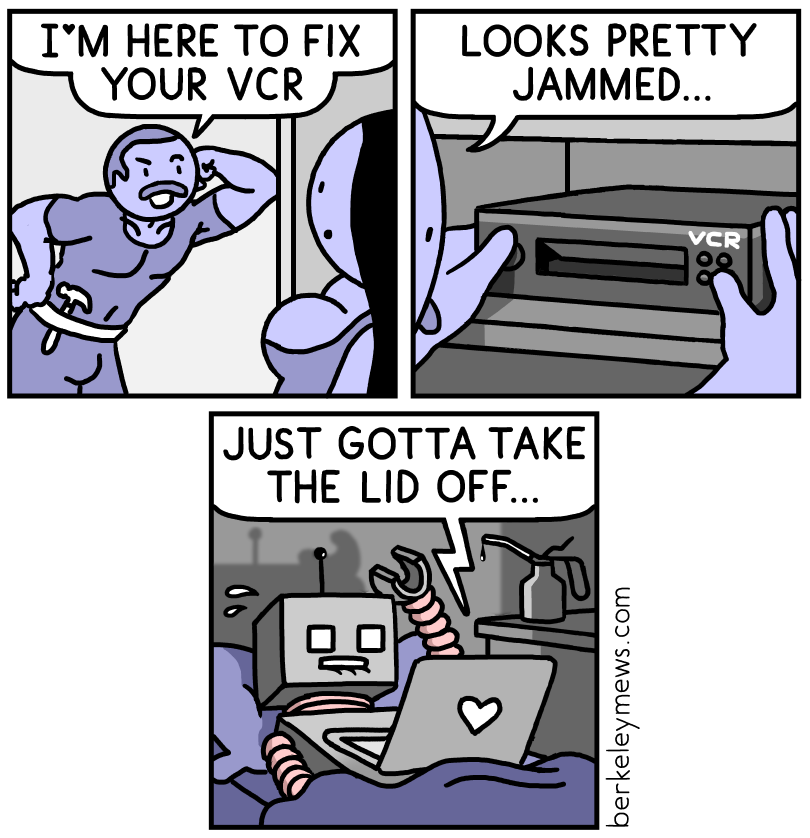 I'M HERE TO FIX
YOUR VCR
LOOKS PRETTY
JAMMED...
VCR
JUST GOTTA TAKE
THE LID OFF...
berkeleymews.com